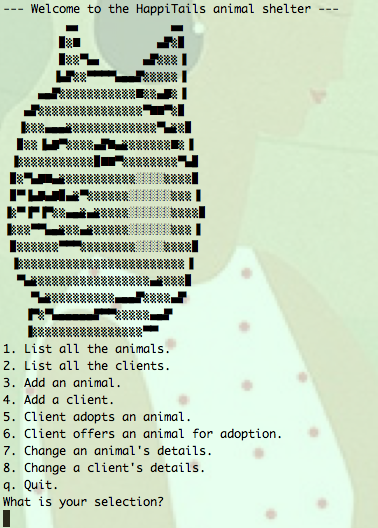 --- Welcome to the HappiTails animal shelter ---
1. List all the animals.
2. List all the clients.
3. Add an animal.
4. Add a client.
5. Client adopts an animal.
6. Client offers an animal for adoption.
7. Change an animal's details.
8. Change a client's details.
q. Quit.
What is your selection?